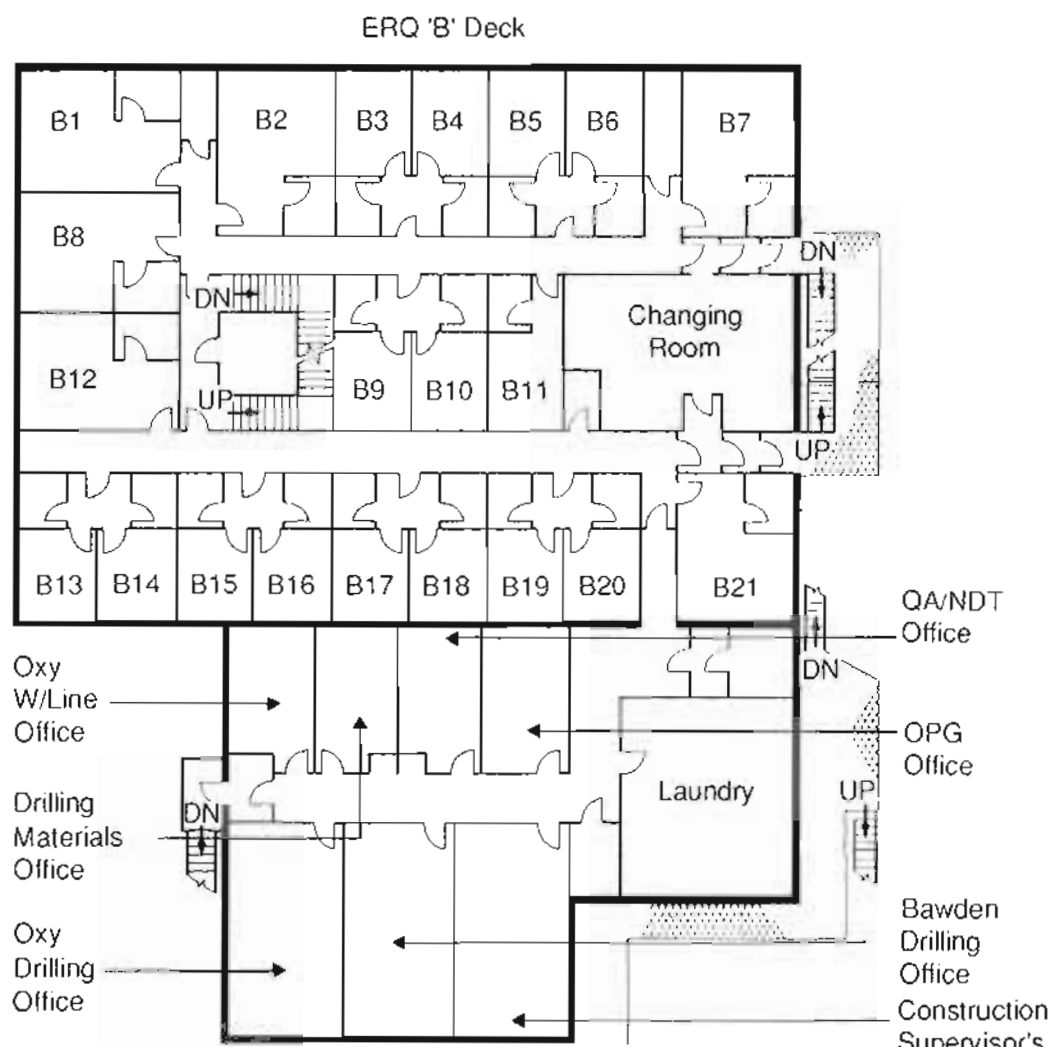 ERQ 'B' Deck
B1
B2
B3
B4
B5
B6
B7
B8
DN
DN
Changing
Room
B12
UP
B9
B10
B11
UP
B13
B14
B15
B16
B17
B18
B19
B20
B21
QA/NDT
Office
DN
Oxy
W/Line
Office
OPG
Office
Laundry
UP
Drilling
Materials
Office
DN
Oxy
Drilling
Office
Bawden
Drilling
Office
Construction
Supervisor's